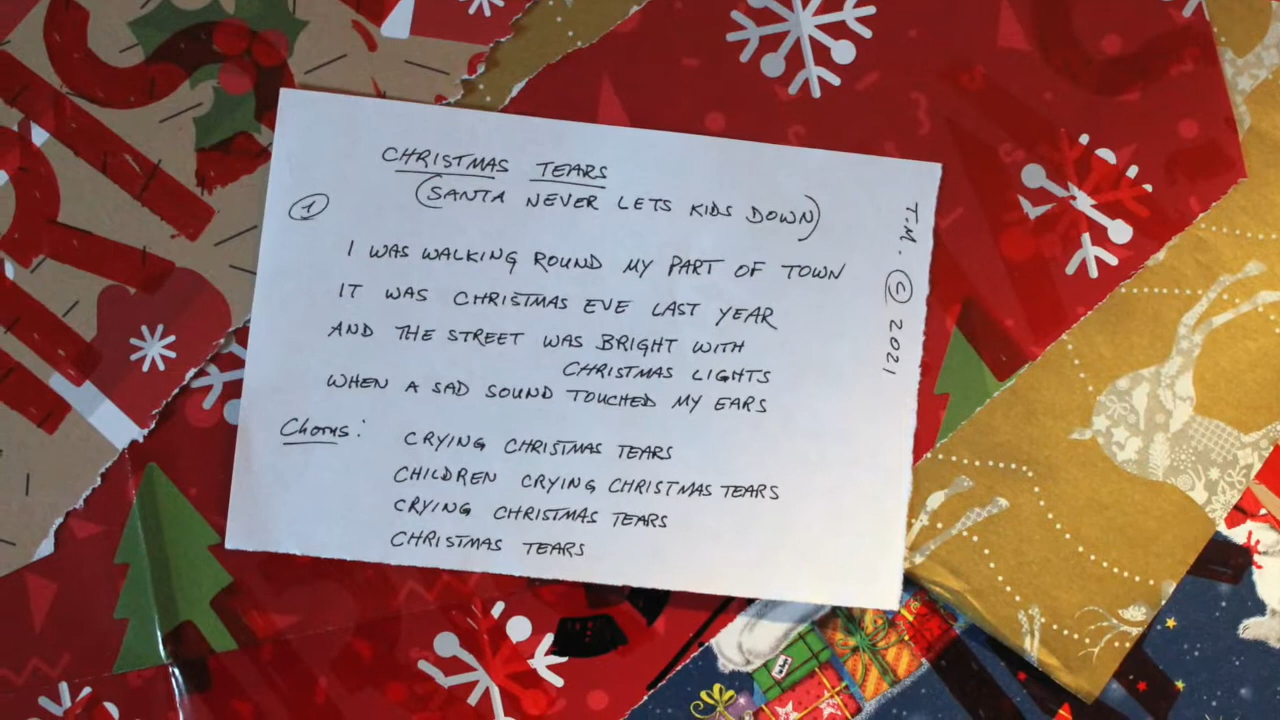 CHRISTMAS TEARS
(SANTA NEVER LETS KIDS DOWN)
1
I WAS WALKING ROUND MY PART OF TOWN
IT WAS CHRISTMAS EVE LAST YEAR
AND THE STREET WAS BRIGHT WITH
CHRISTMAS LIGHTS
WHEN A SAD SOUND TOUCHED MY EARS
Chorus: CRYING CHRISTMAS TEARS
CHILDREN CRYING CHRISTMAS TEARS
CRYING CHRISTMAS TEARS
CHRISTMAS TEARS
T.M. © 2021